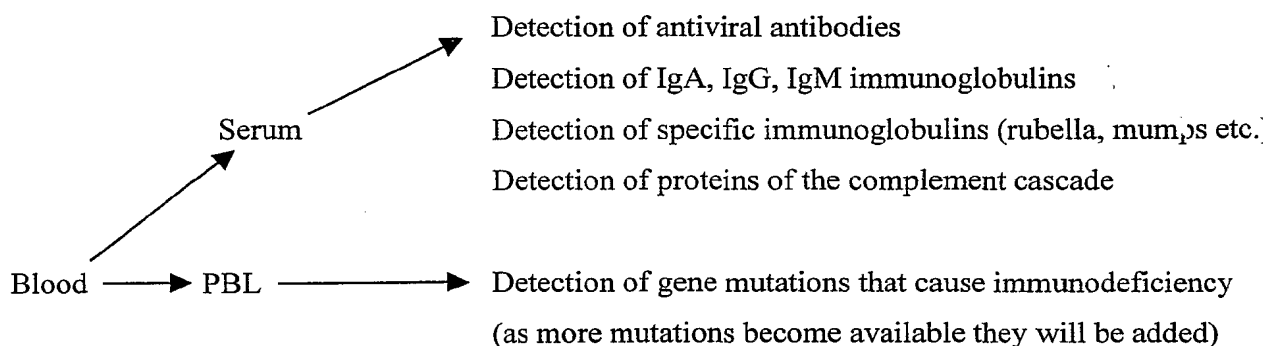 Detection of antiviral antibodies
Detection of IgA, IgG, IgM immunoglobulins
Serum
Detection of specific immunoglobulins (rubella, mumps etc.)
Detection of proteins of the complement cascade
Blood
PBL
Detection of gene mutations that cause immunodeficiency
(as more mutations become available they will be added)